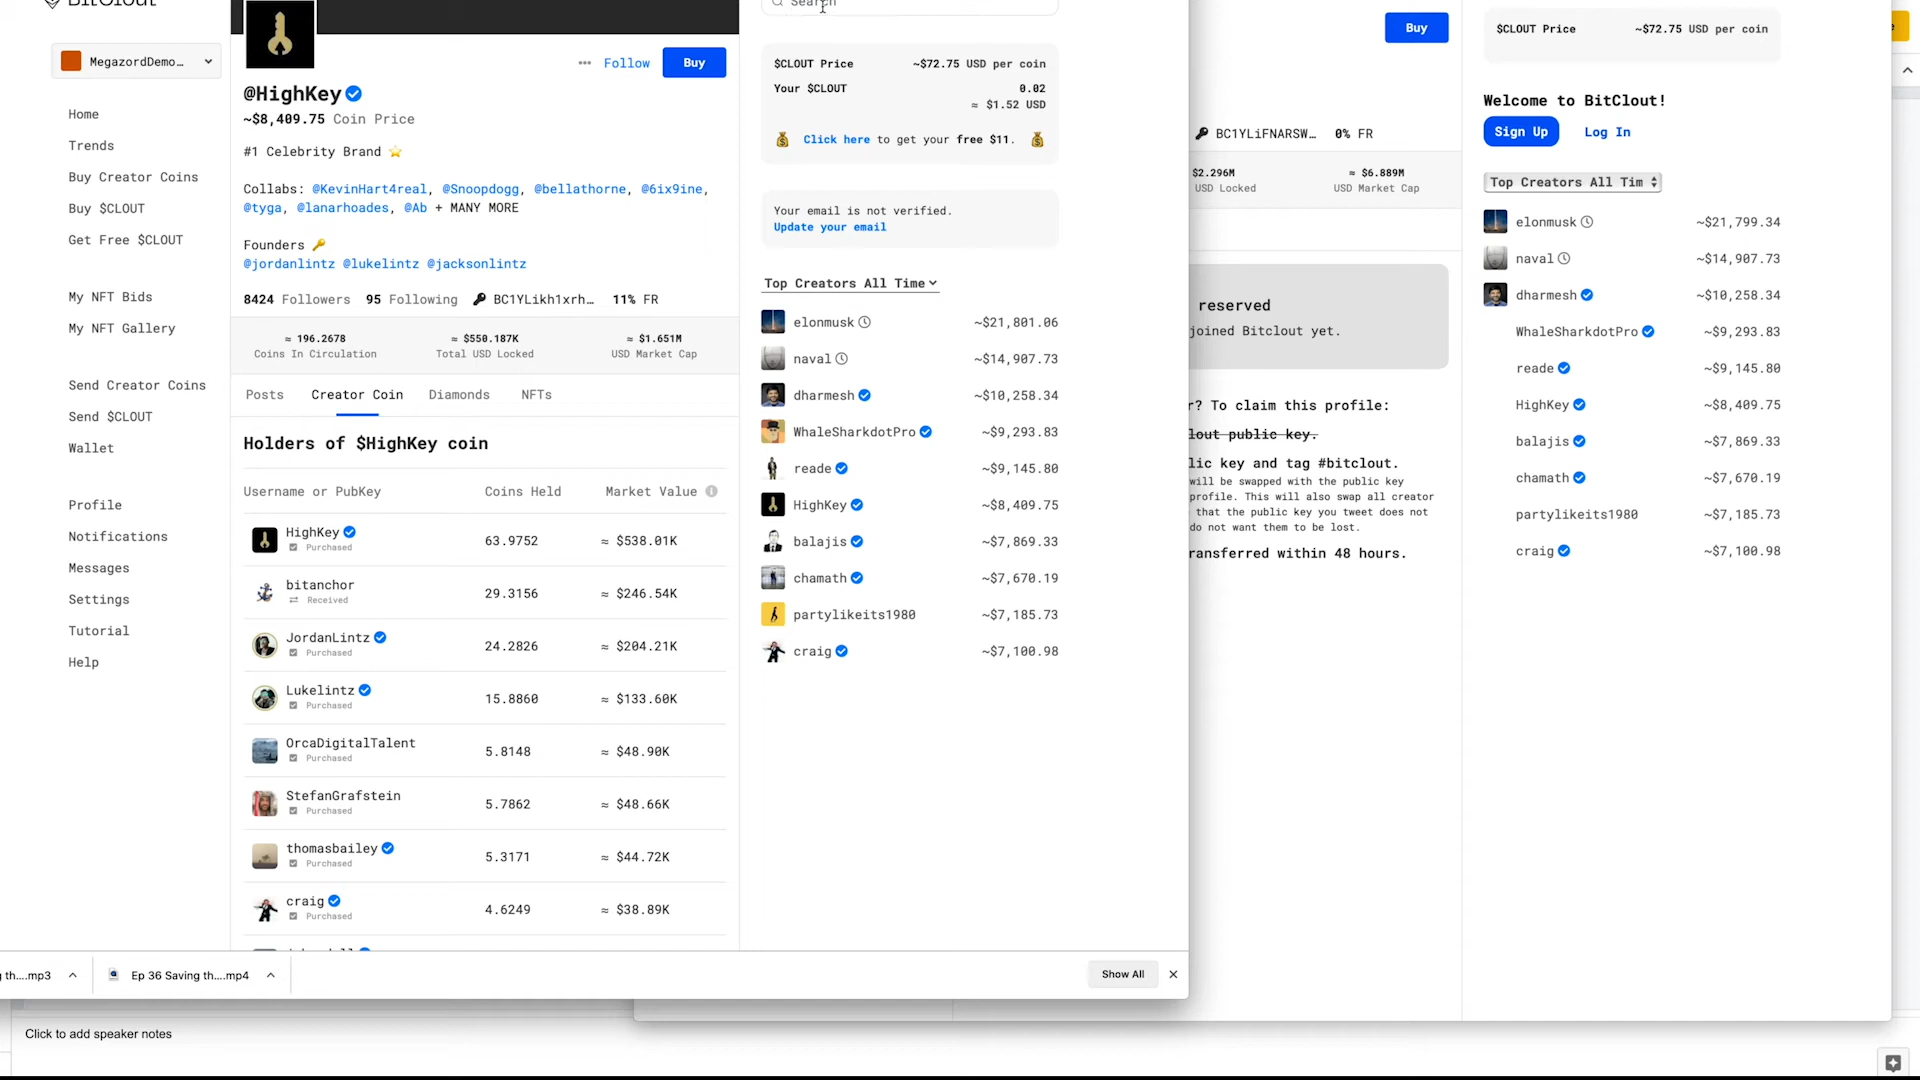 BitClout
MegazordDemo...
Home
Trends
Buy Creator Coins
Buy $CLOUT
Get Free $CLOUT
My NFT Bids
My NFT Gallery
Send Creator Coins
Send $CLOUT
Wallet
Profile
Notifications
Messages
Settings
Tutorial
Help
Follow
Buy
@HighKey
~$8,409.75 Coin Price
#1 Celebrity Brand ⭐
Collabs: @KevinHart4real, @Snoopdogg, @bellathorne, @6ix9ine,
@tyga, @lanarhoades, @Ab + MANY MORE
Founders 🔑
@jordanlintz @lukelintz @jacksonlintz
8424 Followers 95 Following BC1YLikh1xrh… 11% FR
≈ 196.2678 ≈ $550.187K ≈ $1.651M
Coins In Circulation Total USD Locked USD Market Cap
Posts Creator Coin Diamonds NFTs
Holders of $HighKey coin
Username or PubKey Coins Held Market Value
HighKey 63.9752 ≈ $538.01K
Purchased
bitanchor 29.3156 ≈ $246.54K
Received
JordanLintz 24.2826 ≈ $204.21K
Purchased
Lukelintz 15.8860 ≈ $133.60K
Purchased
OrcaDigitalTalent 5.8148 ≈ $48.90K
Purchased
StefanGrafstein 5.7862 ≈ $48.66K
Purchased
thomasbailey 5.3171 ≈ $44.72K
Purchased
craig 4.6249 ≈ $38.89K
Purchased
Search
$CLOUT Price ~$72.75 USD per coin
Your $CLOUT 0.02
≈ $1.52 USD
💰 Click here to get your free $11. 💰
Your email is not verified.
Update your email
Top Creators All Time
elonmusk ~$21,801.06
naval ~$14,907.73
dharmesh ~$10,258.34
WhaleSharkdotPro ~$9,293.83
reade ~$9,145.80
HighKey ~$8,409.75
balajis ~$7,869.33
chamath ~$7,670.19
partylikeits1980 ~$7,185.73
craig ~$7,100.98
Buy
BC1YLiFNARSW… 0% FR
$2.296M ≈ $6.889M
USD Locked USD Market Cap
reserved
joined Bitclout yet.
r? To claim this profile:
lout public key.
lic key and tag #bitclout.
will be swapped with the public key
profile. This will also swap all creator
that the public key you tweet does not
do not want them to be lost.
ransferred within 48 hours.
$CLOUT Price ~$72.75 USD per coin
Welcome to BitClout!
Sign Up Log In
Top Creators All Tim
elonmusk ~$21,799.34
naval ~$14,907.73
dharmesh ~$10,258.34
WhaleSharkdotPro ~$9,293.83
reade ~$9,145.80
HighKey ~$8,409.75
balajis ~$7,869.33
chamath ~$7,670.19
partylikeits1980 ~$7,185.73
craig ~$7,100.98
g th....mp3
Ep 36 Saving th....mp4
Show All
Click to add speaker notes